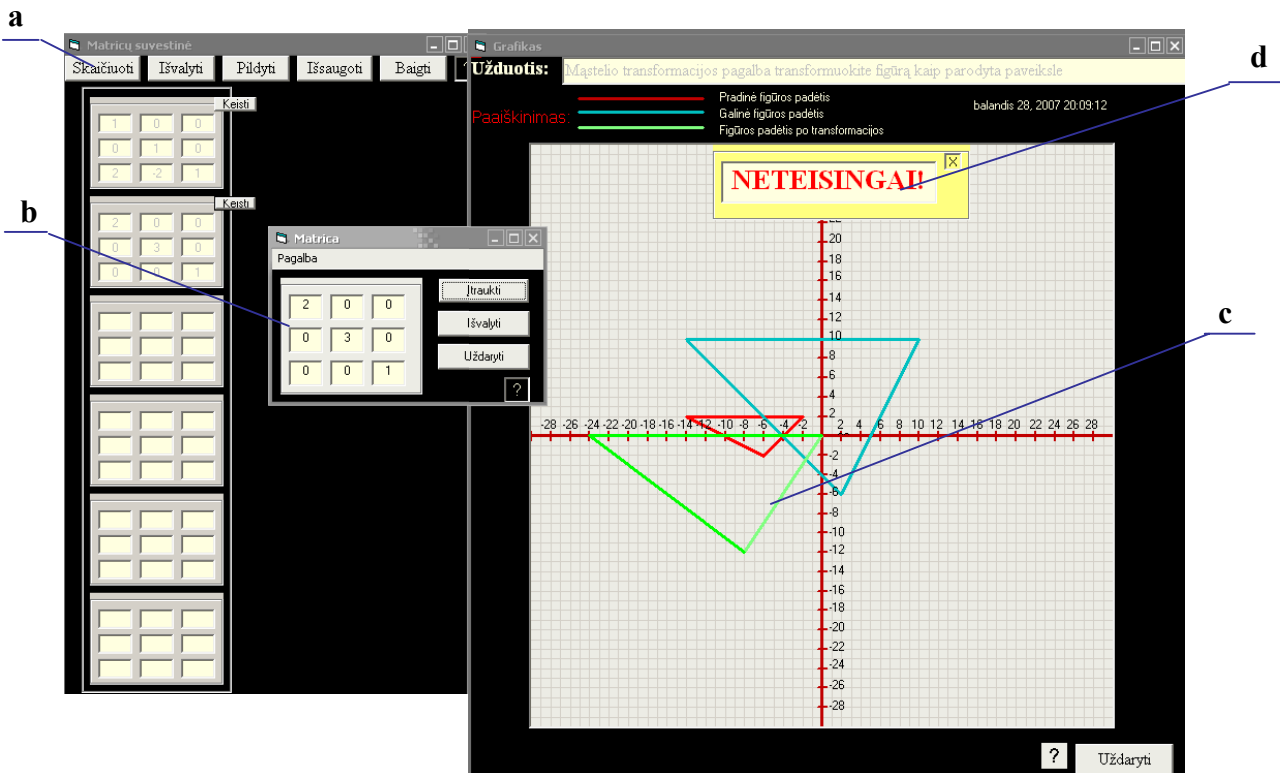 a
Matricų suvestinė
Skaičiuoti Išvalyti Pildyti Išsaugoti Baigti ?
Keisti
1 0 0
0 1 0
2 -2 1
b
Keisti
2 0 0
0 3 0
0 0 1
Matrica
Pagalba
2 0 0
0 3 0
0 0 1
Įtraukti
Išvalyti
Uždaryti
?
Grafikas
Užduotis: Mąstelio transformacijos pagalba transformuokite figūrą kaip parodyta paveiksle
d
Paaiškinimas:
Pradinė figūros padėtis
Galinė figūros padėtis
Figūros padėtis po transformacijos
balandis 28, 2007 20:09:12
NETEISINGAI!
c
22
20
18
16
14
12
10
8
6
4
2
-28 -26 -24 -22 -20 -18 -16 -14 -12 -10 -8 -6 -4 -2 2 4 6 8 10 12 14 16 18 20 22 24 26 28
-2
-4
-6
-8
-10
-12
-14
-16
-18
-20
-22
-24
-26
-28
? Uždaryti